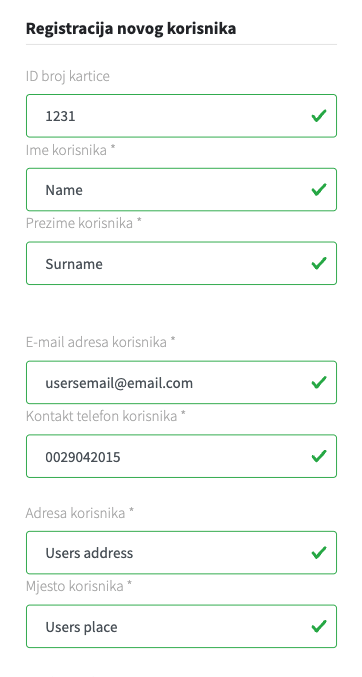 Registracija novog korisnika
ID broj kartice
1231
Ime korisnika *
Name
Prezime korisnika *
Surname
E-mail adresa korisnika *
usersemail@email.com
Kontakt telefon korisnika *
0029042015
Adresa korisnika *
Users address
Mjesto korisnika *
Users place